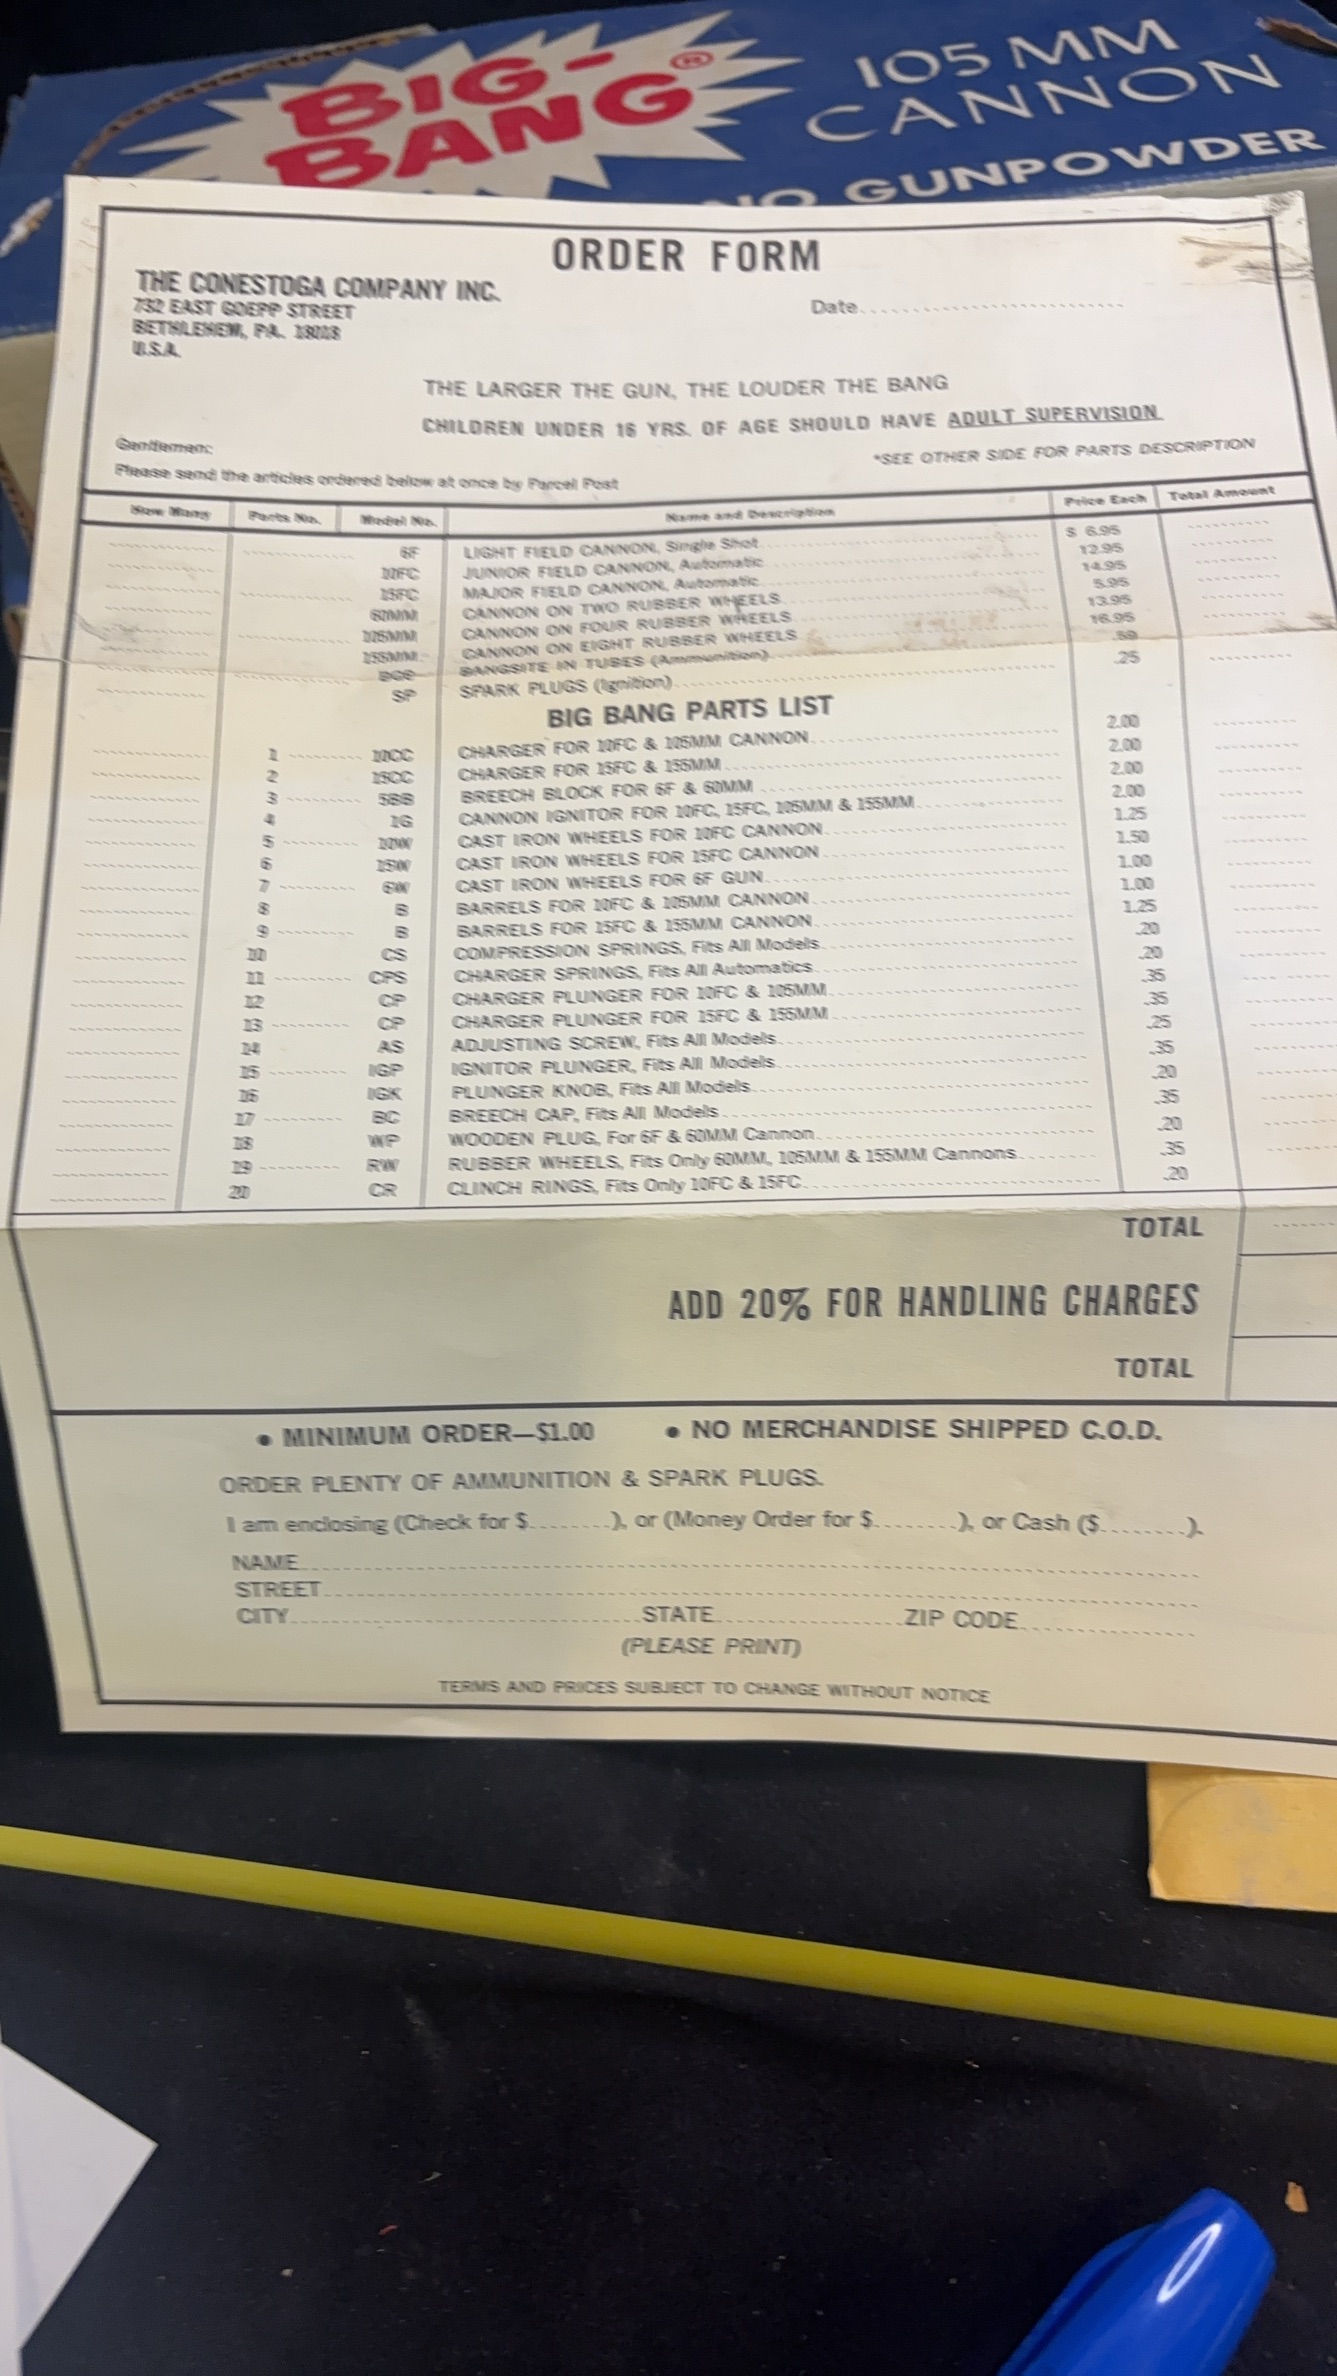 BIG-
BANG®
105 MM
CANNON
NO GUNPOWDER
ORDER FORM
THE CONESTOGA COMPANY INC.
732 EAST GOEPP STREET
BETHLEHEM, PA. 18018
U.S.A.
Date
THE LARGER THE GUN, THE LOUDER THE BANG
CHILDREN UNDER 16 YRS. OF AGE SHOULD HAVE ADULT SUPERVISION
*SEE OTHER SIDE FOR PARTS DESCRIPTION
Gentlemen:
Please send the articles ordered below at once by Parcel Post
How Many Parts No. Model No. Name and Description Price Each Total Amount
6F LIGHT FIELD CANNON, Single Shot $ 6.95
10FC JUNIOR FIELD CANNON, Automatic 12.95
15FC MAJOR FIELD CANNON, Automatic 14.95
60MM CANNON ON TWO RUBBER WHEELS 5.95
105MM CANNON ON FOUR RUBBER WHEELS 13.95
155MM CANNON ON EIGHT RUBBER WHEELS 16.95
BANGSITE IN TUBES (Ammunition) .50
SP SPARK PLUGS (Ignition) .25
BIG BANG PARTS LIST
1 10CC CHARGER FOR 10FC & 105MM CANNON 2.00
2 15CC CHARGER FOR 15FC & 155MM 2.00
3 5BB BREECH BLOCK FOR 6F & 60MM 2.00
4 IG CANNON IGNITOR FOR 10FC, 15FC, 105MM & 155MM 2.00
5 10W CAST IRON WHEELS FOR 10FC CANNON 1.25
6 15W CAST IRON WHEELS FOR 15FC CANNON 1.50
7 6W CAST IRON WHEELS FOR 6F GUN 1.00
8 B BARRELS FOR 10FC & 105MM CANNON 1.00
9 B BARRELS FOR 15FC & 155MM CANNON 1.25
10 CS COMPRESSION SPRINGS, Fits All Models .20
11 CPS CHARGER SPRINGS, Fits All Automatics .20
12 CP CHARGER PLUNGER FOR 10FC & 105MM .35
13 CP CHARGER PLUNGER FOR 15FC & 155MM .35
14 AS ADJUSTING SCREW, Fits All Models .25
15 IGP IGNITOR PLUNGER, Fits All Models .35
16 IGK PLUNGER KNOB, Fits All Models .20
17 BC BREECH CAP, Fits All Models .35
18 WP WOODEN PLUG, For 6F & 60MM Cannon .20
19 RW RUBBER WHEELS, Fits Only 60MM, 105MM & 155MM Cannons .35
20 CR CLINCH RINGS, Fits Only 10FC & 15FC .20
TOTAL
ADD 20% FOR HANDLING CHARGES
TOTAL
• MINIMUM ORDER—$1.00 • NO MERCHANDISE SHIPPED C.O.D.
ORDER PLENTY OF AMMUNITION & SPARK PLUGS.
I am enclosing (Check for $........), or (Money Order for $........), or Cash ($........).
NAME
STREET
CITY STATE ZIP CODE
(PLEASE PRINT)
TERMS AND PRICES SUBJECT TO CHANGE WITHOUT NOTICE